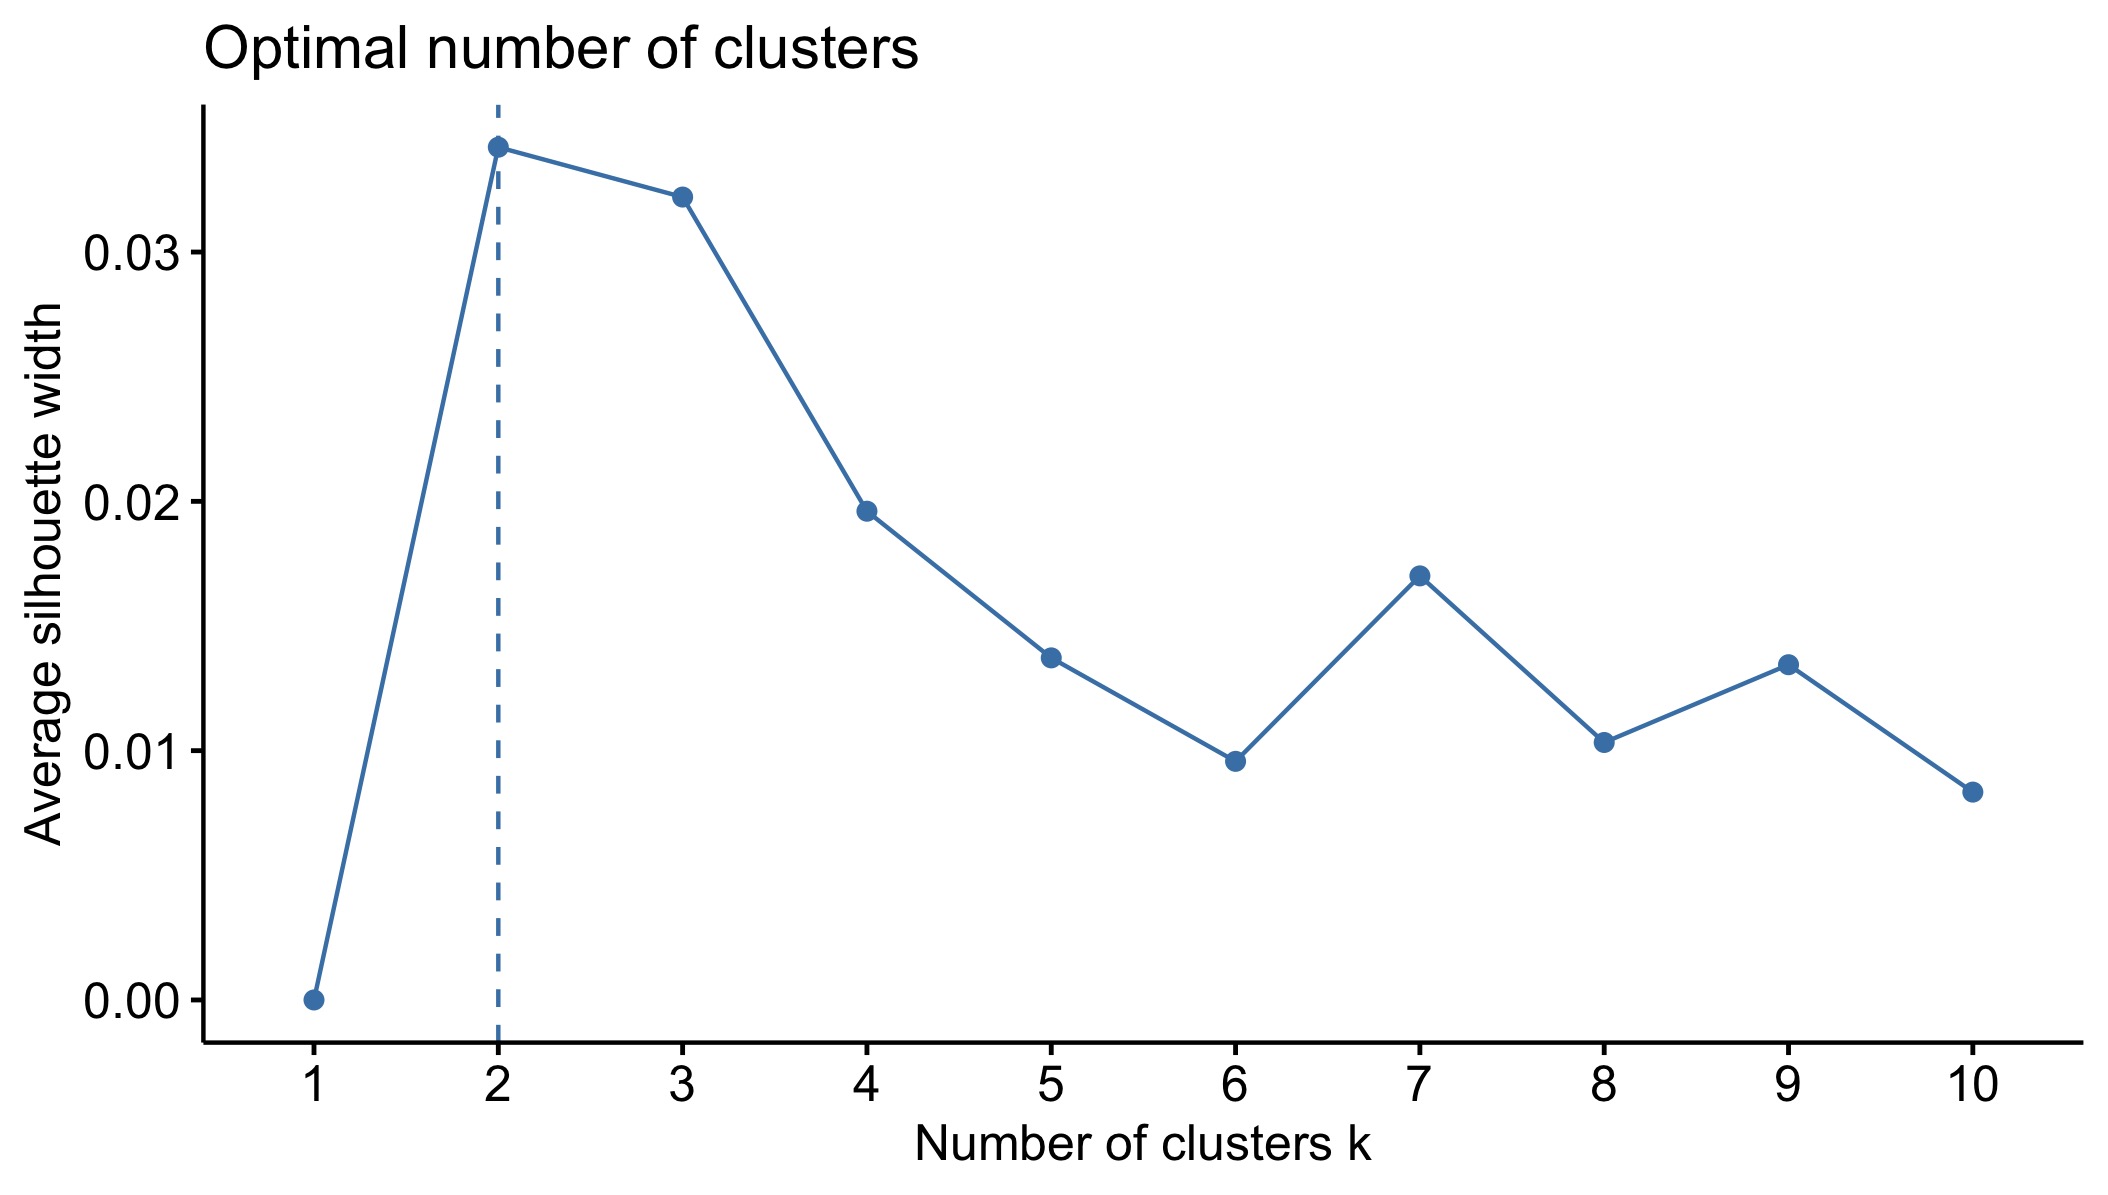 Optimal number of clusters
Average silhouette width
0.03
0.02
0.01
0.00
1 2 3 4 5 6 7 8 9 10
Number of clusters k